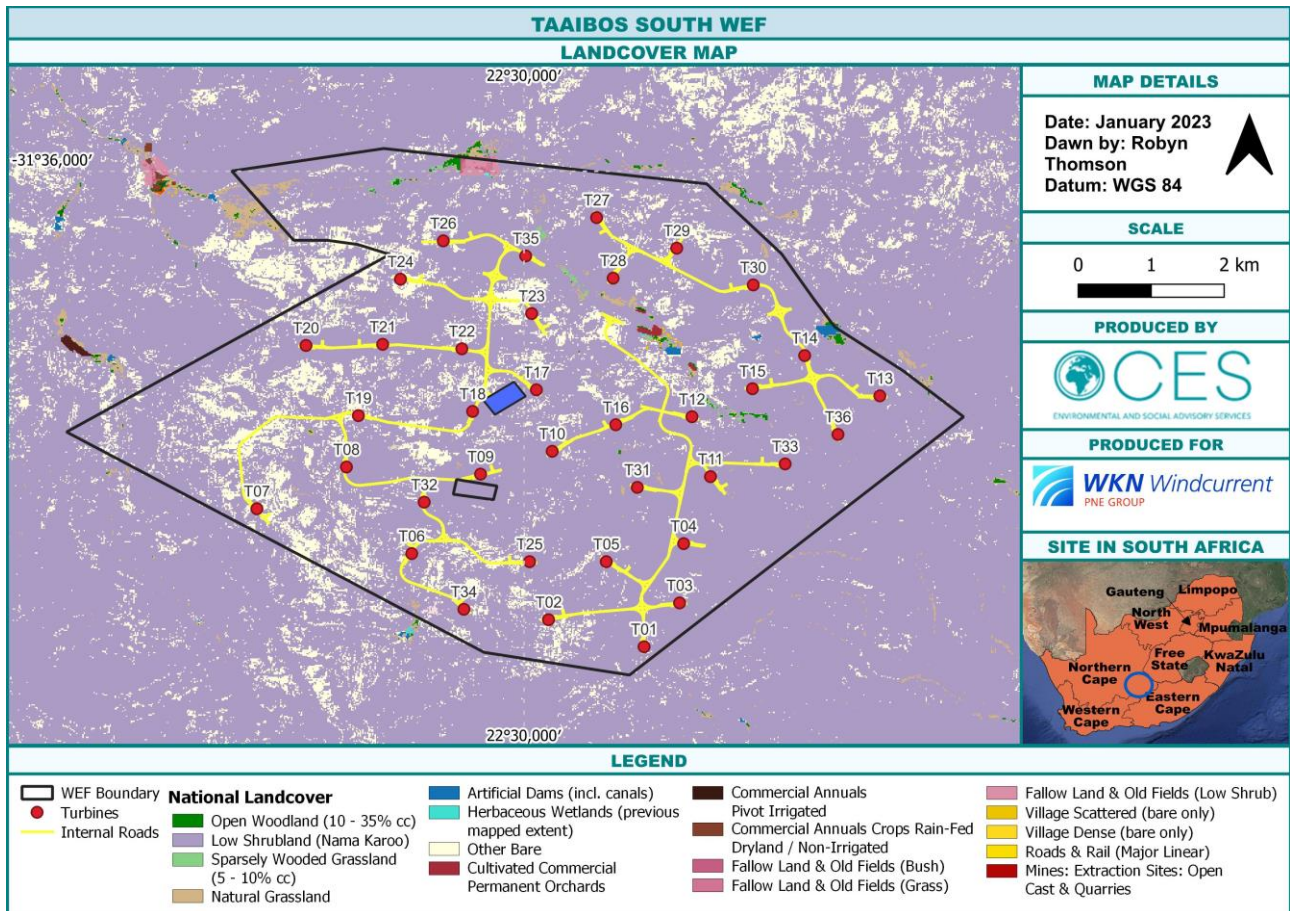 TAAIBOS SOUTH WEF
LANDCOVER MAP
22°30,000′
-31°36,000′
T27
T26
T35
T29
T24
T28
T30
T23
T20
T21
T22
T14
T17
T15
T13
T18
T19
T12
T16
T36
T10
T08
T09
T33
T11
T31
T32
T07
T04
T06
T25
T05
T34
T03
T02
T01
22°30,000′
MAP DETAILS
Date: January 2023
Dawn by: Robyn
Thomson
Datum: WGS 84
SCALE
0 1 2 km
PRODUCED BY
CES
ENVIRONMENTAL AND SOCIAL ADVISORY SERVICES
PRODUCED FOR
WKN Windcurrent
PNE GROUP
SITE IN SOUTH AFRICA
Limpopo
Gauteng
North
West
Mpumalanga
Free
State
KwaZulu
Natal
Northern
Cape
Eastern
Cape
Western
Cape
LEGEND
WEF Boundary
Turbines
Internal Roads
National Landcover
Open Woodland (10 - 35% cc)
Low Shrubland (Nama Karoo)
Sparsely Wooded Grassland
(5 - 10% cc)
Natural Grassland
Artificial Dams (incl. canals)
Herbaceous Wetlands (previous
mapped extent)
Other Bare
Cultivated Commercial
Permanent Orchards
Commercial Annuals
Pivot Irrigated
Commercial Annuals Crops Rain-Fed
Dryland / Non-Irrigated
Fallow Land & Old Fields (Bush)
Fallow Land & Old Fields (Grass)
Fallow Land & Old Fields (Low Shrub)
Village Scattered (bare only)
Village Dense (bare only)
Roads & Rail (Major Linear)
Mines: Extraction Sites: Open
Cast & Quarries